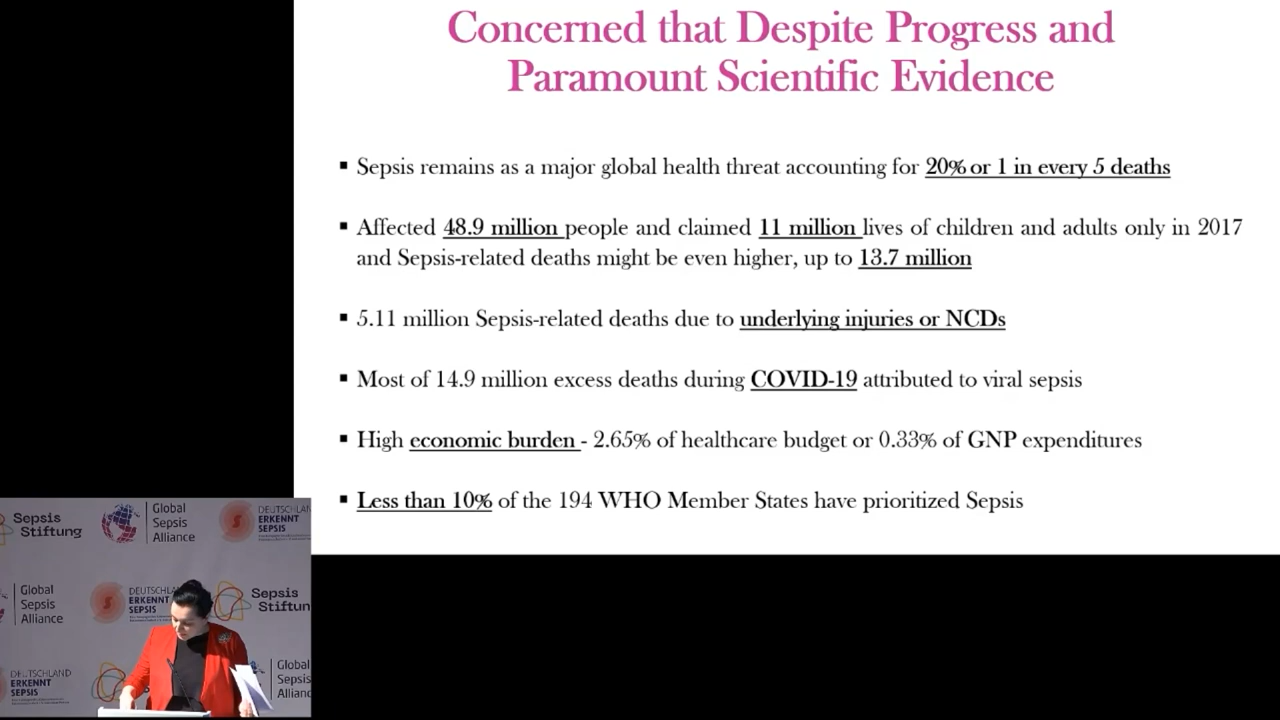 Concerned that Despite Progress and
Paramount Scientific Evidence
▪ Sepsis remains as a major global health threat accounting for 20% or 1 in every 5 deaths
▪ Affected 48.9 million people and claimed 11 million lives of children and adults only in 2017
and Sepsis-related deaths might be even higher, up to 13.7 million
▪ 5.11 million Sepsis-related deaths due to underlying injuries or NCDs
▪ Most of 14.9 million excess deaths during COVID-19 attributed to viral sepsis
▪ High economic burden - 2.65% of healthcare budget or 0.33% of GNP expenditures
▪ Less than 10% of the 194 WHO Member States have prioritized Sepsis
Sepsis
Stiftung
Global
Sepsis
Alliance
DEUTSCHLAND
ERKENNT
SEPSIS
Global
Sepsis
Alliance
ERKENNT
SEPSIS
Sepsis
DEUTSCHLAND
ERKENNT
SEPSIS
Global
Sepsis